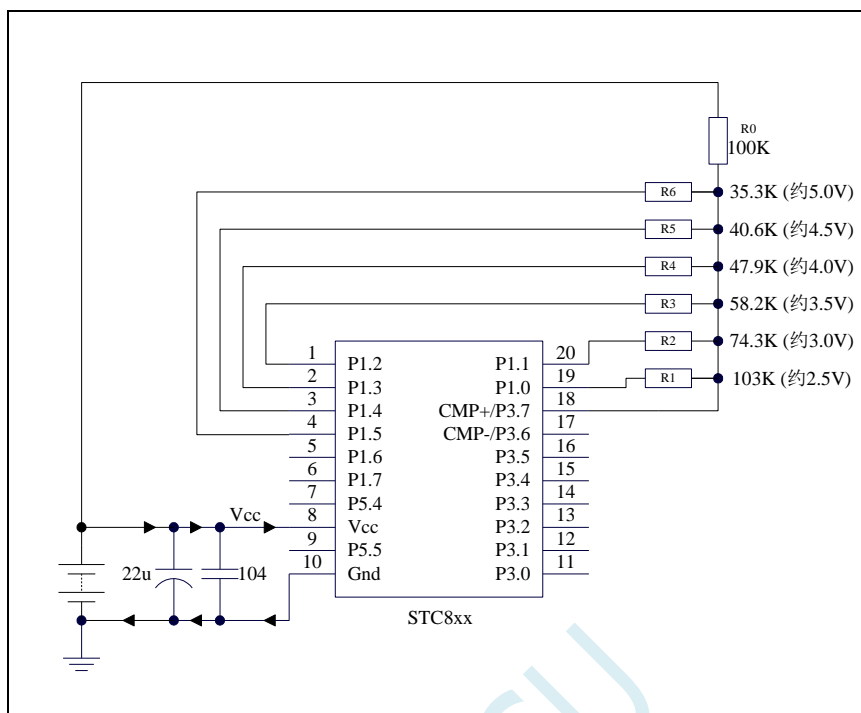 R0
100K
R6
35.3K (约5.0V)
R5
40.6K (约4.5V)
R4
47.9K (约4.0V)
R3
58.2K (约3.5V)
R2
74.3K (约3.0V)
R1
103K (约2.5V)
1 P1.2 P1.1 20
2 P1.3 P1.0 19
3 P1.4 CMP+/P3.7 18
4 P1.5 CMP-/P3.6 17
5 P1.6 P3.5 16
6 P1.7 P3.4 15
7 P5.4 P3.3 14
Vcc 8 Vcc P3.2 13
9 P5.5 P3.1 12
10 Gnd P3.0 11
22u 104
STC8xx